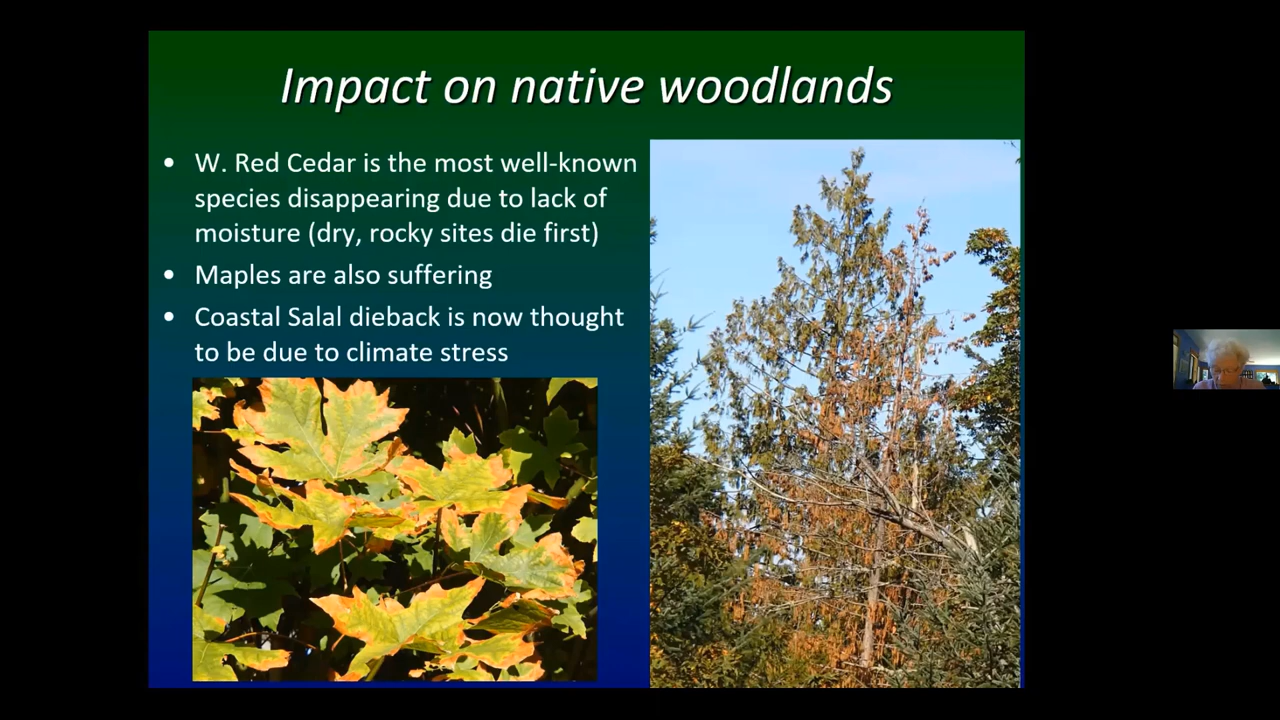 Impact on native woodlands
• W. Red Cedar is the most well-known
species disappearing due to lack of
moisture (dry, rocky sites die first)
• Maples are also suffering
• Coastal Salal dieback is now thought
to be due to climate stress